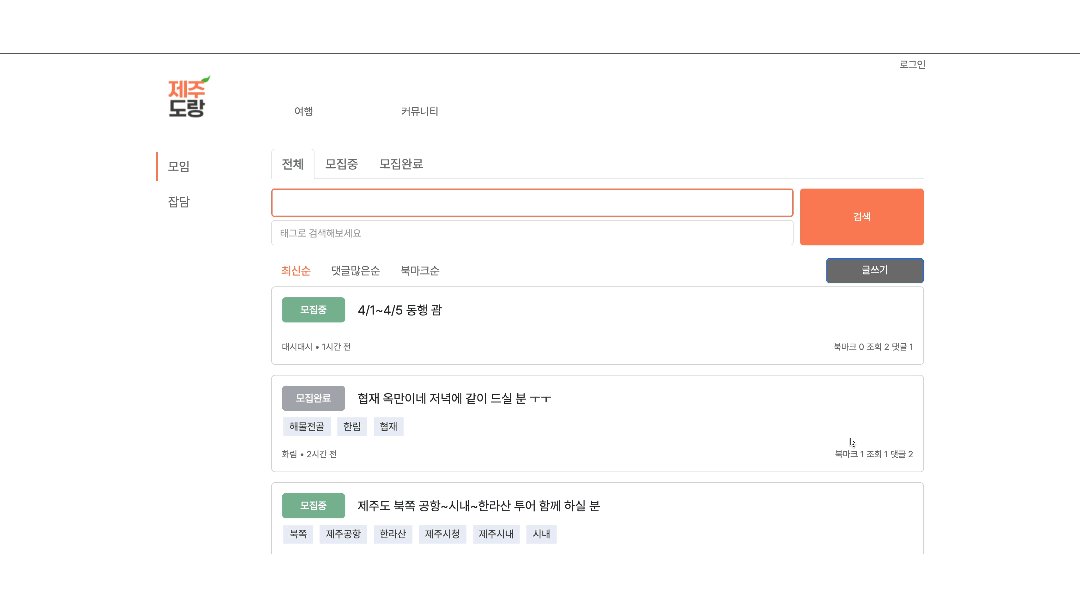 로그인
제주
도랑
여행 커뮤니티
모임
잡담
전체 모집중 모집완료
검색
태그로 검색해보세요
최신순 댓글많은순 북마크순
글쓰기
모집중 4/1~4/5 동행 괌
대시대시 • 1시간 전 북마크 0 조회 2 댓글 1
모집완료 협재 옥만이네 저녁에 같이 드실 분 ㅜㅜ
해물전골 한림 협재
화림 • 2시간 전 북마크 1 조회 1 댓글 2
모집중 제주도 북쪽 공항~시내~한라산 투어 함께 하실 분
북쪽 제주공항 한라산 제주시청 제주시내 시내